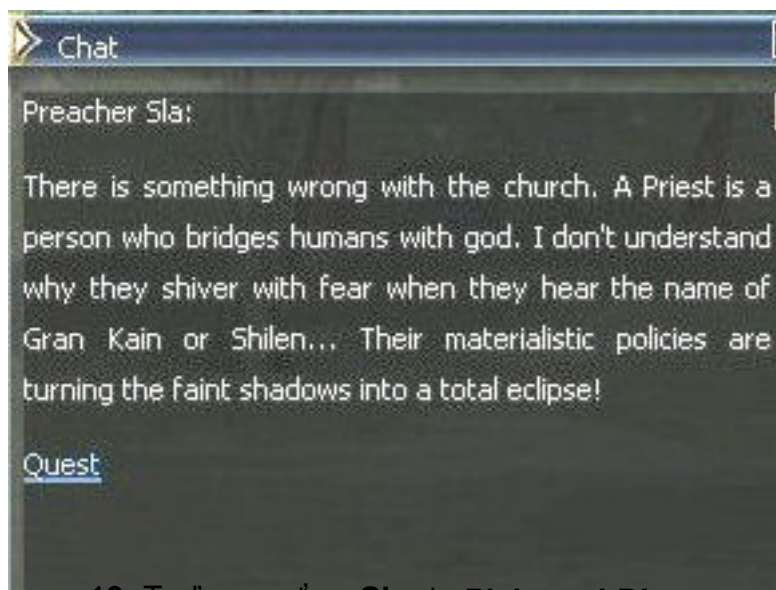 Chat
Preacher Sla:
There is something wrong with the church. A Priest is a
person who bridges humans with god. I don't understand
why they shiver with fear when they hear the name of
Gran Kain or Shilen... Their materialistic policies are
turning the faint shadows into a total eclipse!
Quest